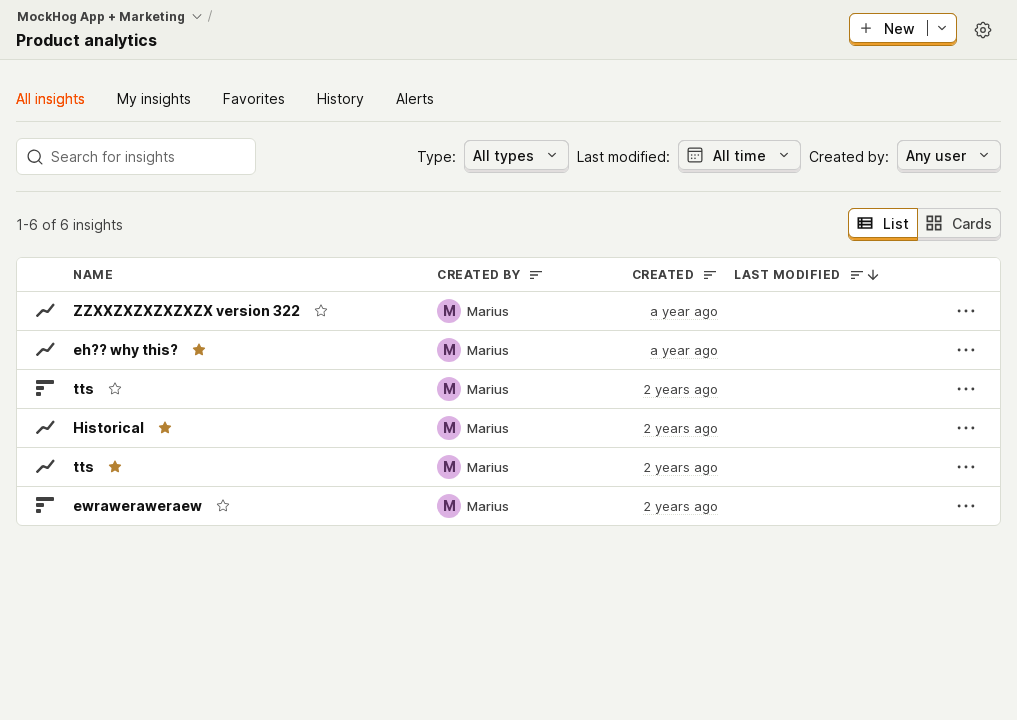 MockHog App + Marketing /
Product analytics
New
All insights My insights Favorites History Alerts
Search for insights Type: All types Last modified: All time Created by: Any user
1-6 of 6 insights List Cards
NAME CREATED BY CREATED LAST MODIFIED
ZZXXZXZXZXZXZX version 322 M Marius a year ago
eh?? why this? M Marius a year ago
tts M Marius 2 years ago
Historical M Marius 2 years ago
tts M Marius 2 years ago
ewraweraweraew M Marius 2 years ago